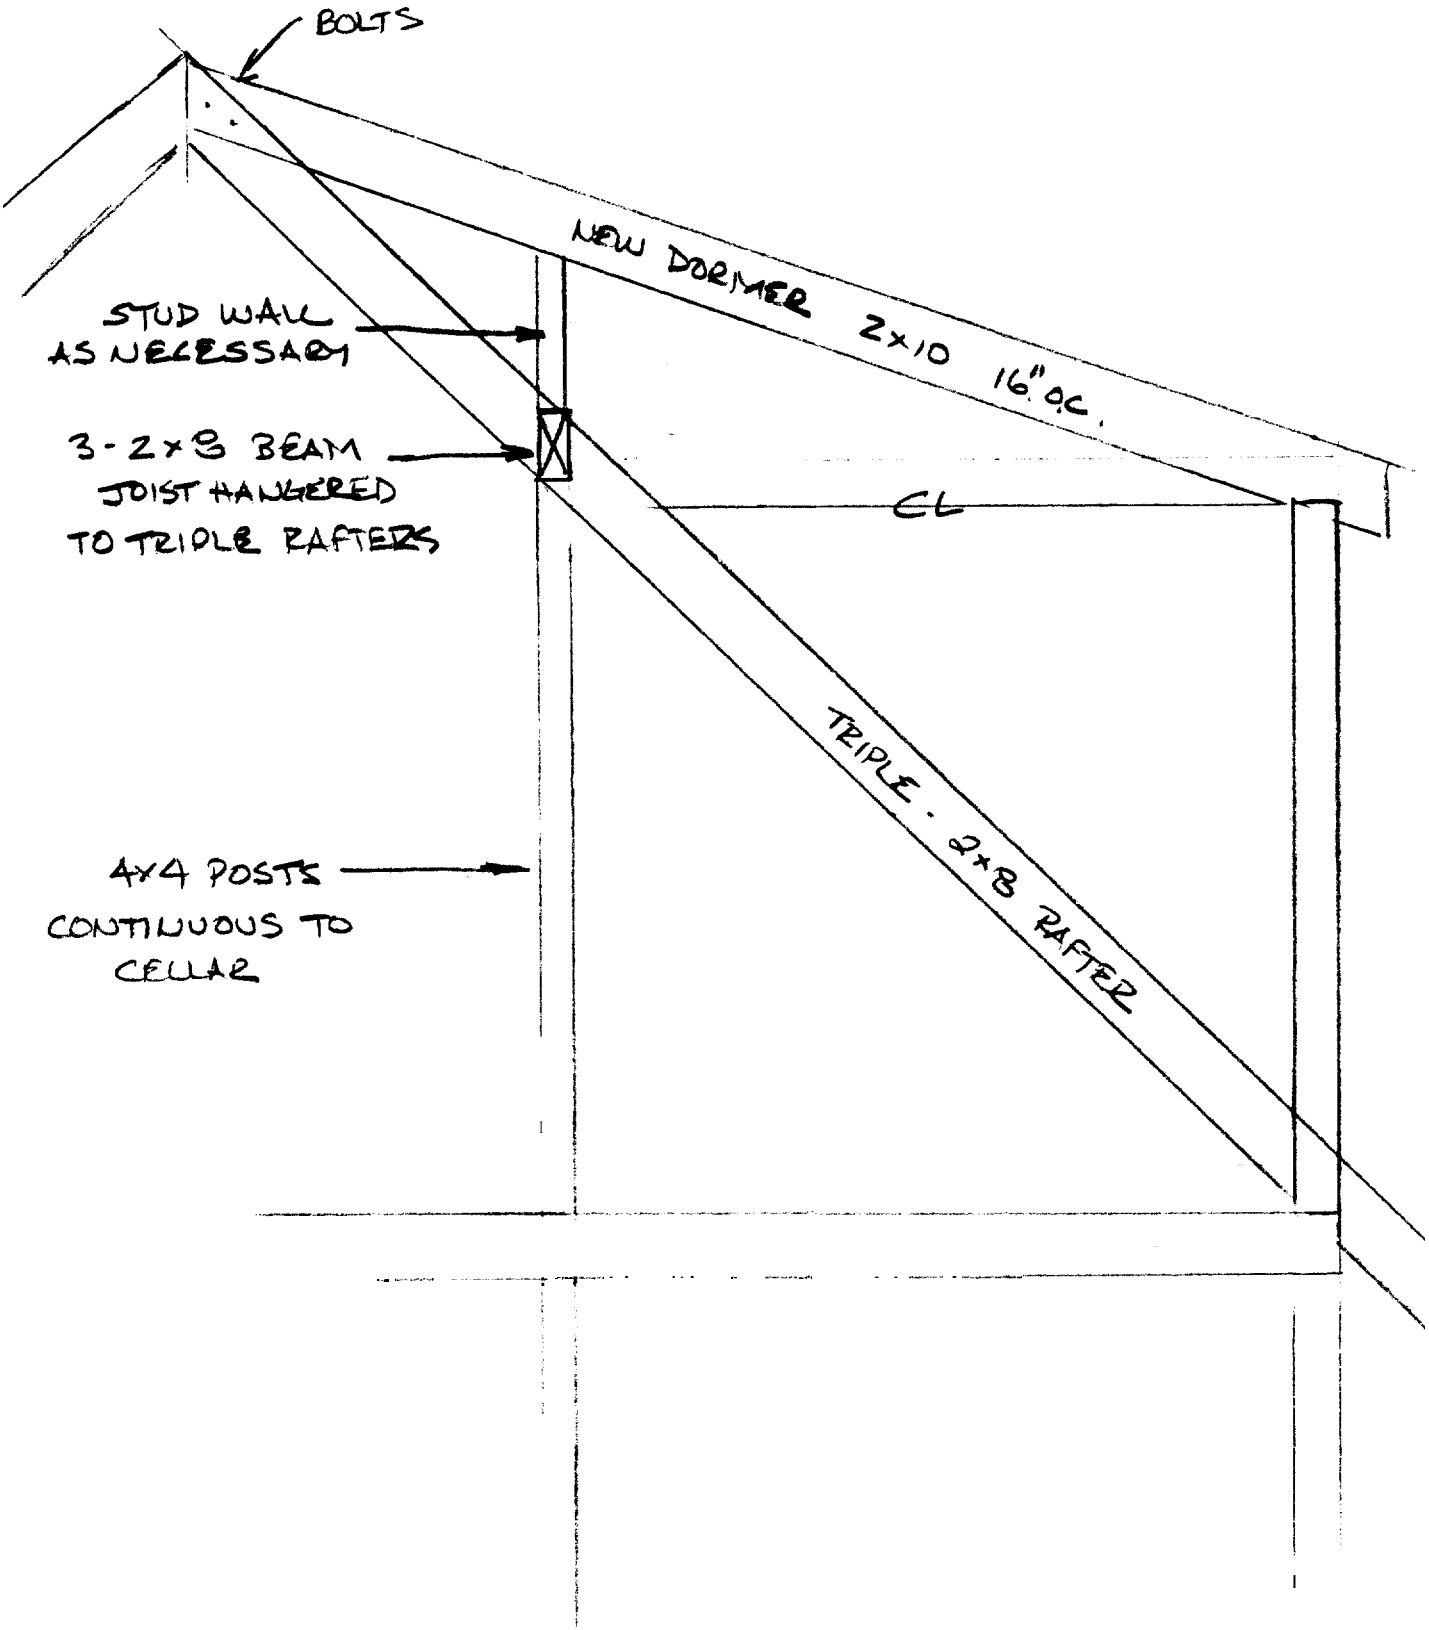 BOLTS
NEW DORMER 2x10 16" O.C.
STUD WALL
AS NECESSARY
3-2x8 BEAM
JOIST HANGERED
TO TRIPLE RAFTERS
CL
TRIPLE - 2x8 RAFTER
4x4 POSTS
CONTINUOUS TO
CELLAR